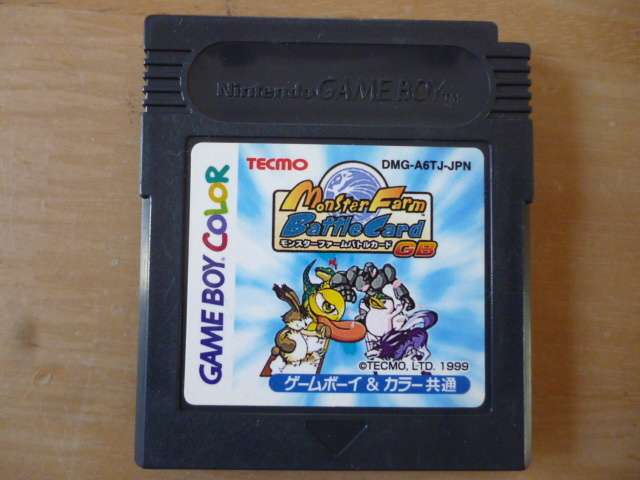 Nintendo GAME BOY TM
TECMO
DMG-A6TJ-JPN
Monster Farm
Battle Card
モンスターファームバトルカード
GB
GAME BOY COLOR
©TECMO, LTD. 1999
ゲームボーイ & カラー共通